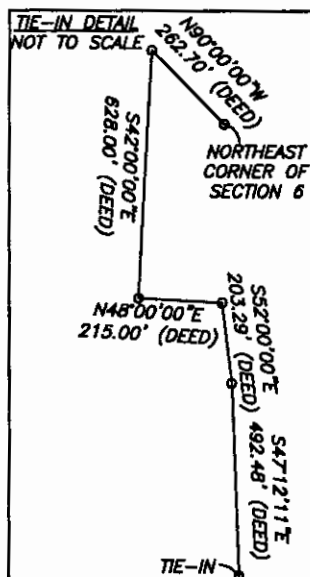 TIE-IN DETAIL
NOT TO SCALE
N90°00'00"W
262.70' (DEED)
NORTHEAST
CORNER OF
SECTION 6
S42°00'00"E
628.00' (DEED)
N48°00'00"E
215.00' (DEED)
S52°00'00"E
203.29' (DEED)
S47°12'11"E
492.48' (DEED)
TIE-IN